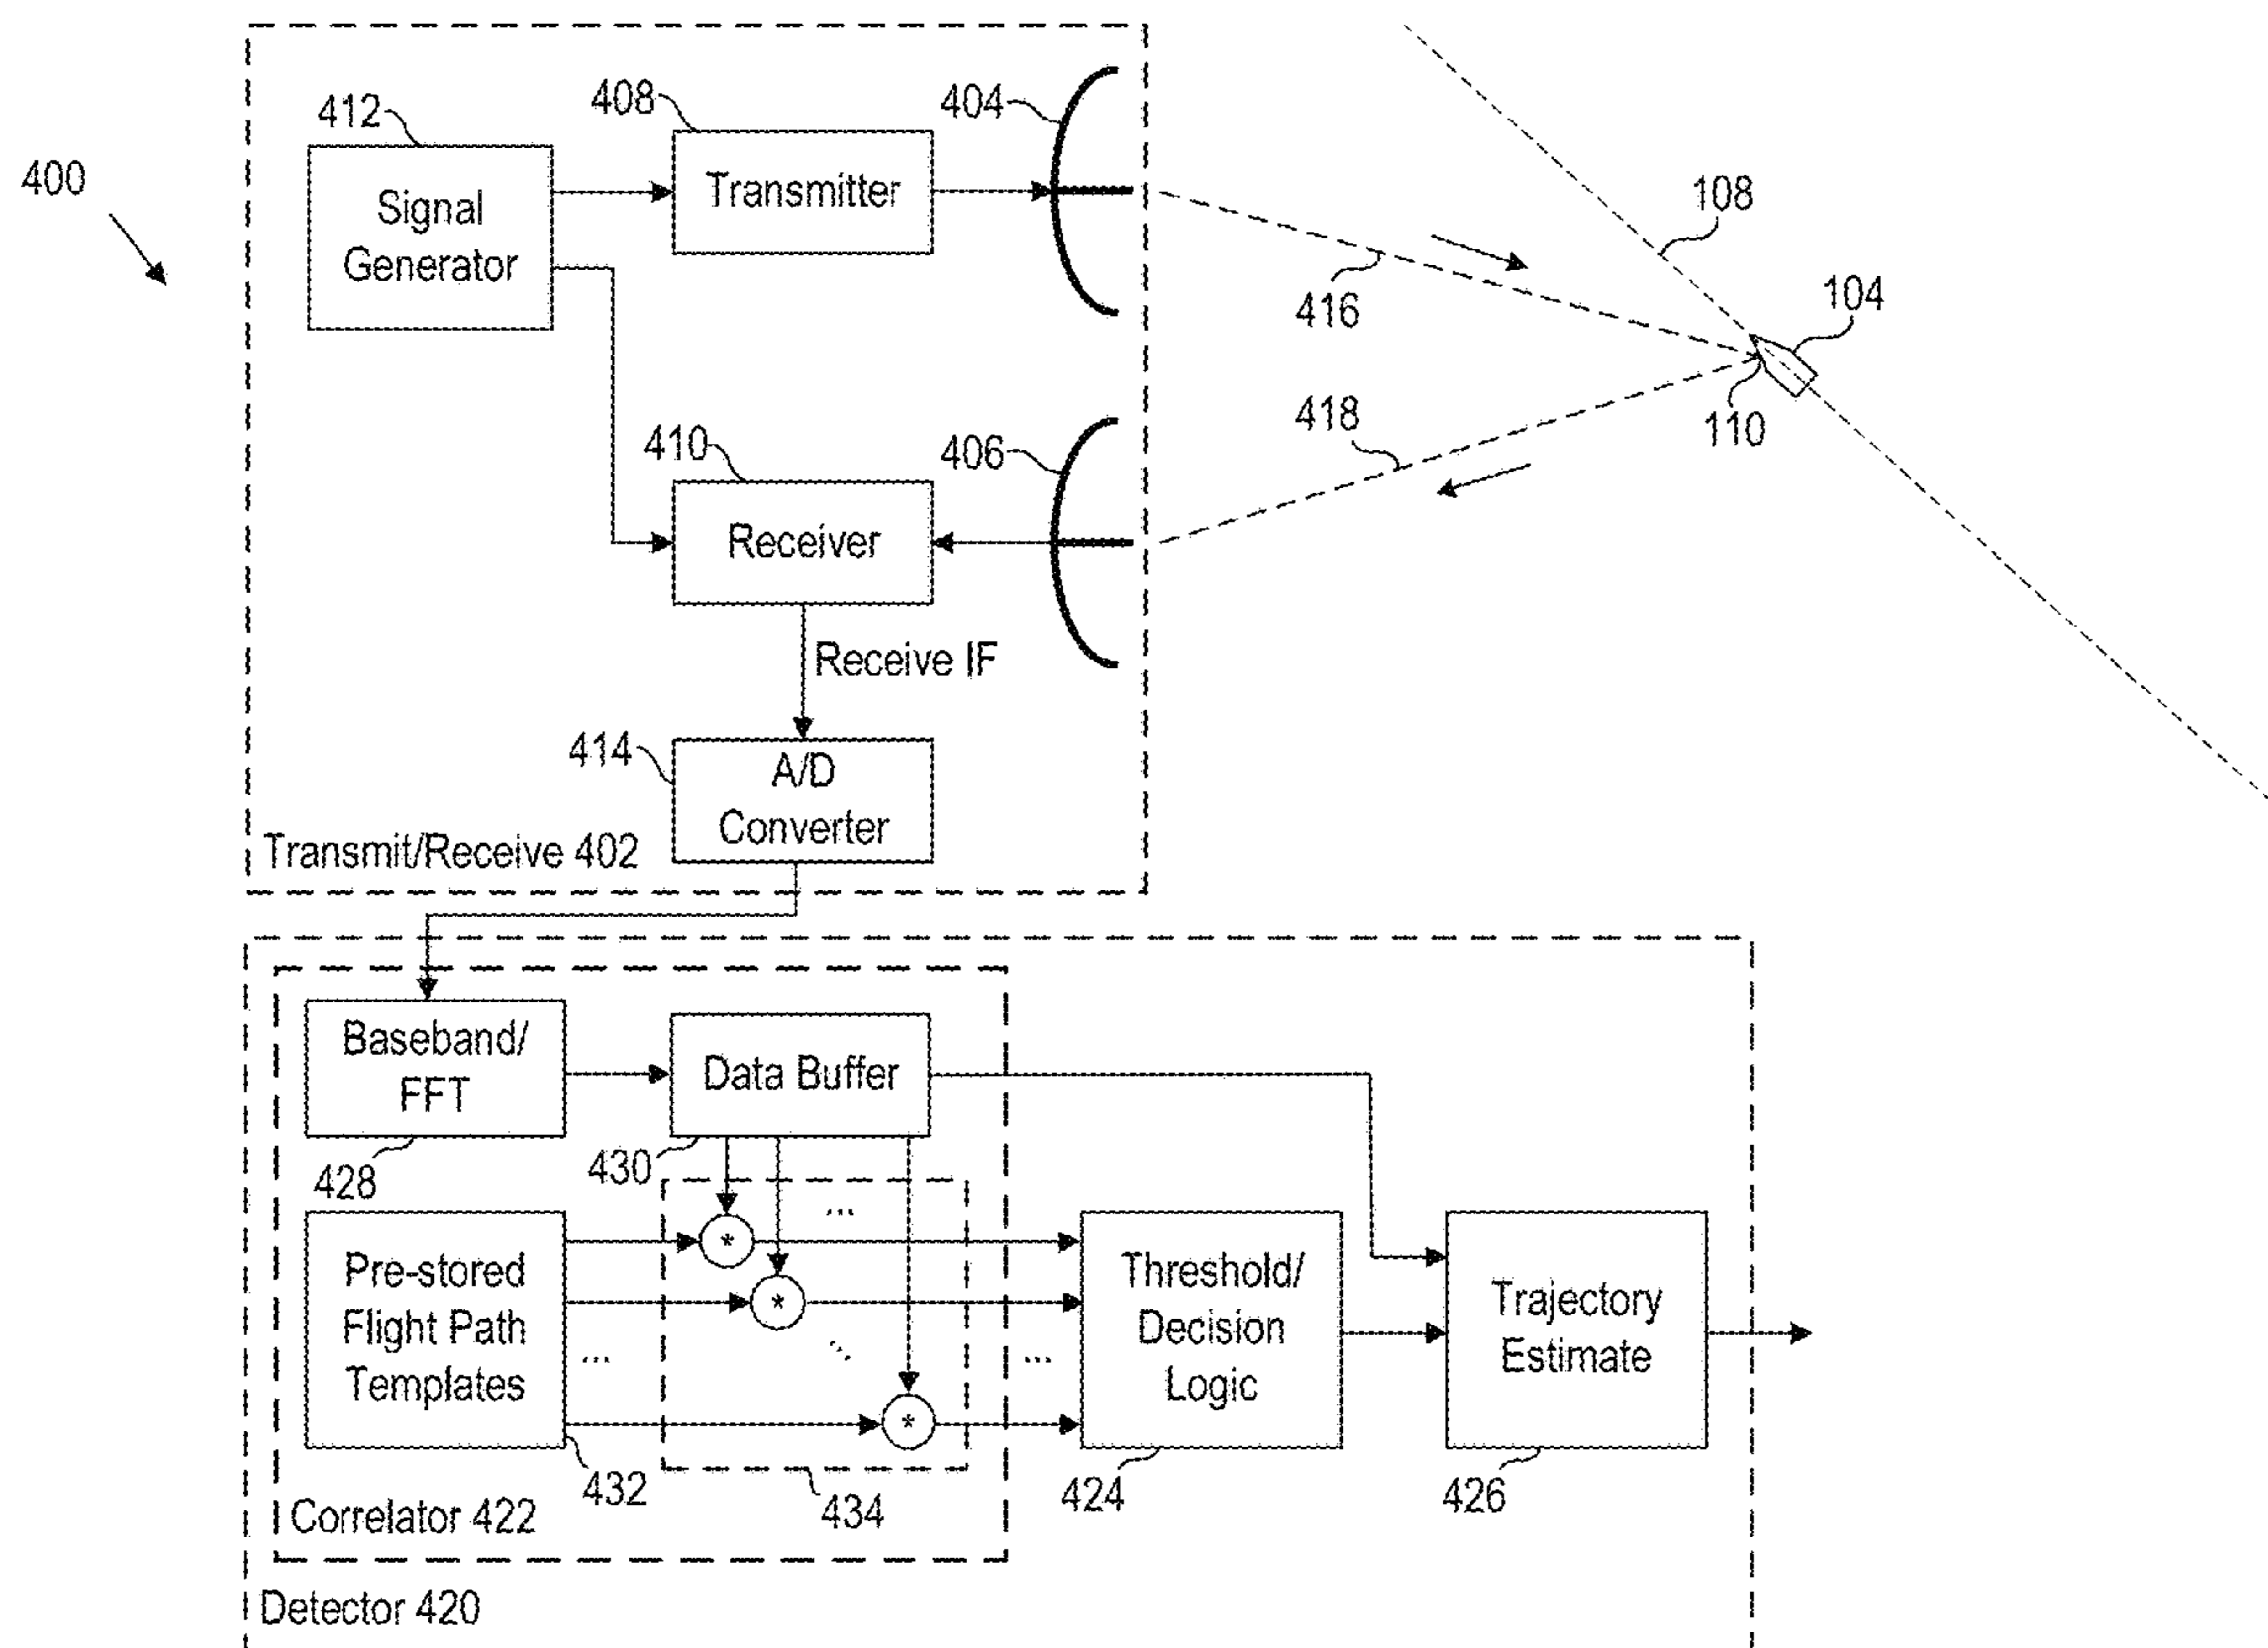 400
412
Signal
Generator
408
Transmitter
404
416
108
104
110
418
410
Receiver
406
Receive IF
414
A/D
Converter
Transmit/Receive 402
Baseband/
FFT
428
Data Buffer
430
Pre-stored
Flight Path
Templates
432
...
*
...
*
...
*
434
...
Threshold/
Decision
Logic
424
Trajectory
Estimate
426
Correlator 422
Detector 420